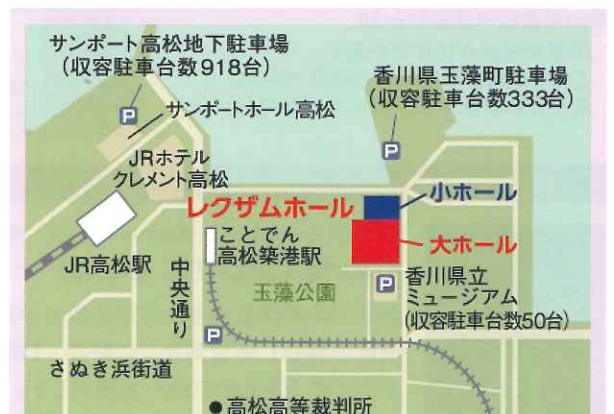 サンポート高松地下駐車場
(収容駐車台数918台)
香川県玉藻町駐車場
(収容駐車台数333台)
P
サンポートホール高松
P
JRホテル
クレメント高松
レクザムホール
小ホール
ことでん
高松築港駅
大ホール
JR高松駅
中央通り
玉藻公園
P
香川県立
ミュージアム
(収容駐車台数50台)
P
さぬき浜街道
●高松高等裁判所